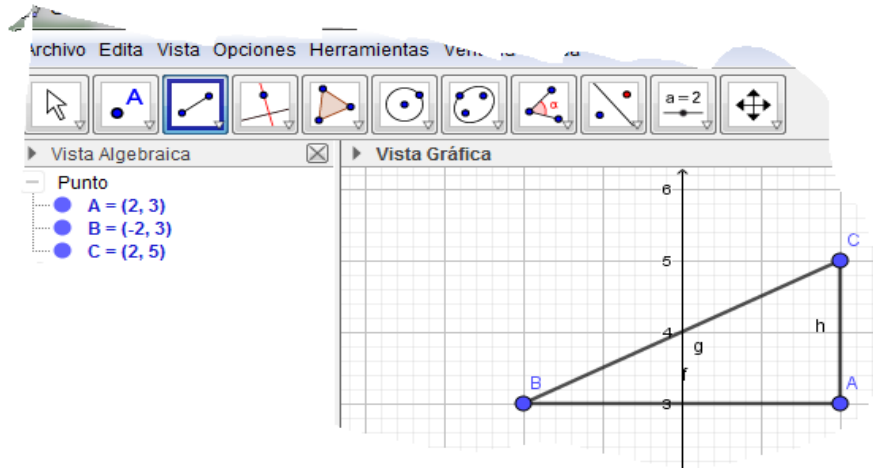 Archivo Edita Vista Opciones Herramientas
A
α
a=2
Vista Algebraica
Vista Gráfica
Punto
A = (2, 3)
B = (-2, 3)
C = (2, 5)
6
C
5
h
4
g
f
B
A
3